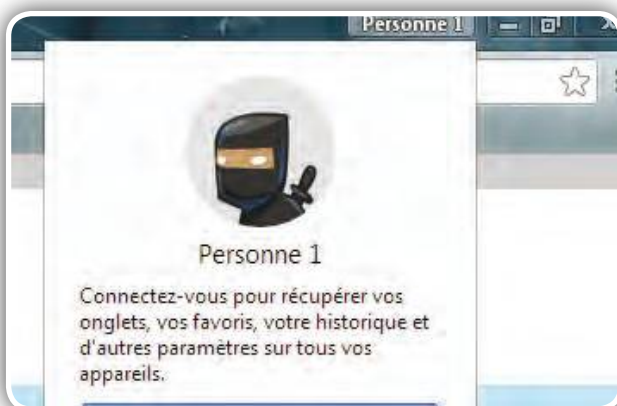 Personne 1
Personne 1
Connectez-vous pour récupérer vos
onglets, vos favoris, votre historique et
d'autres paramètres sur tous vos
appareils.